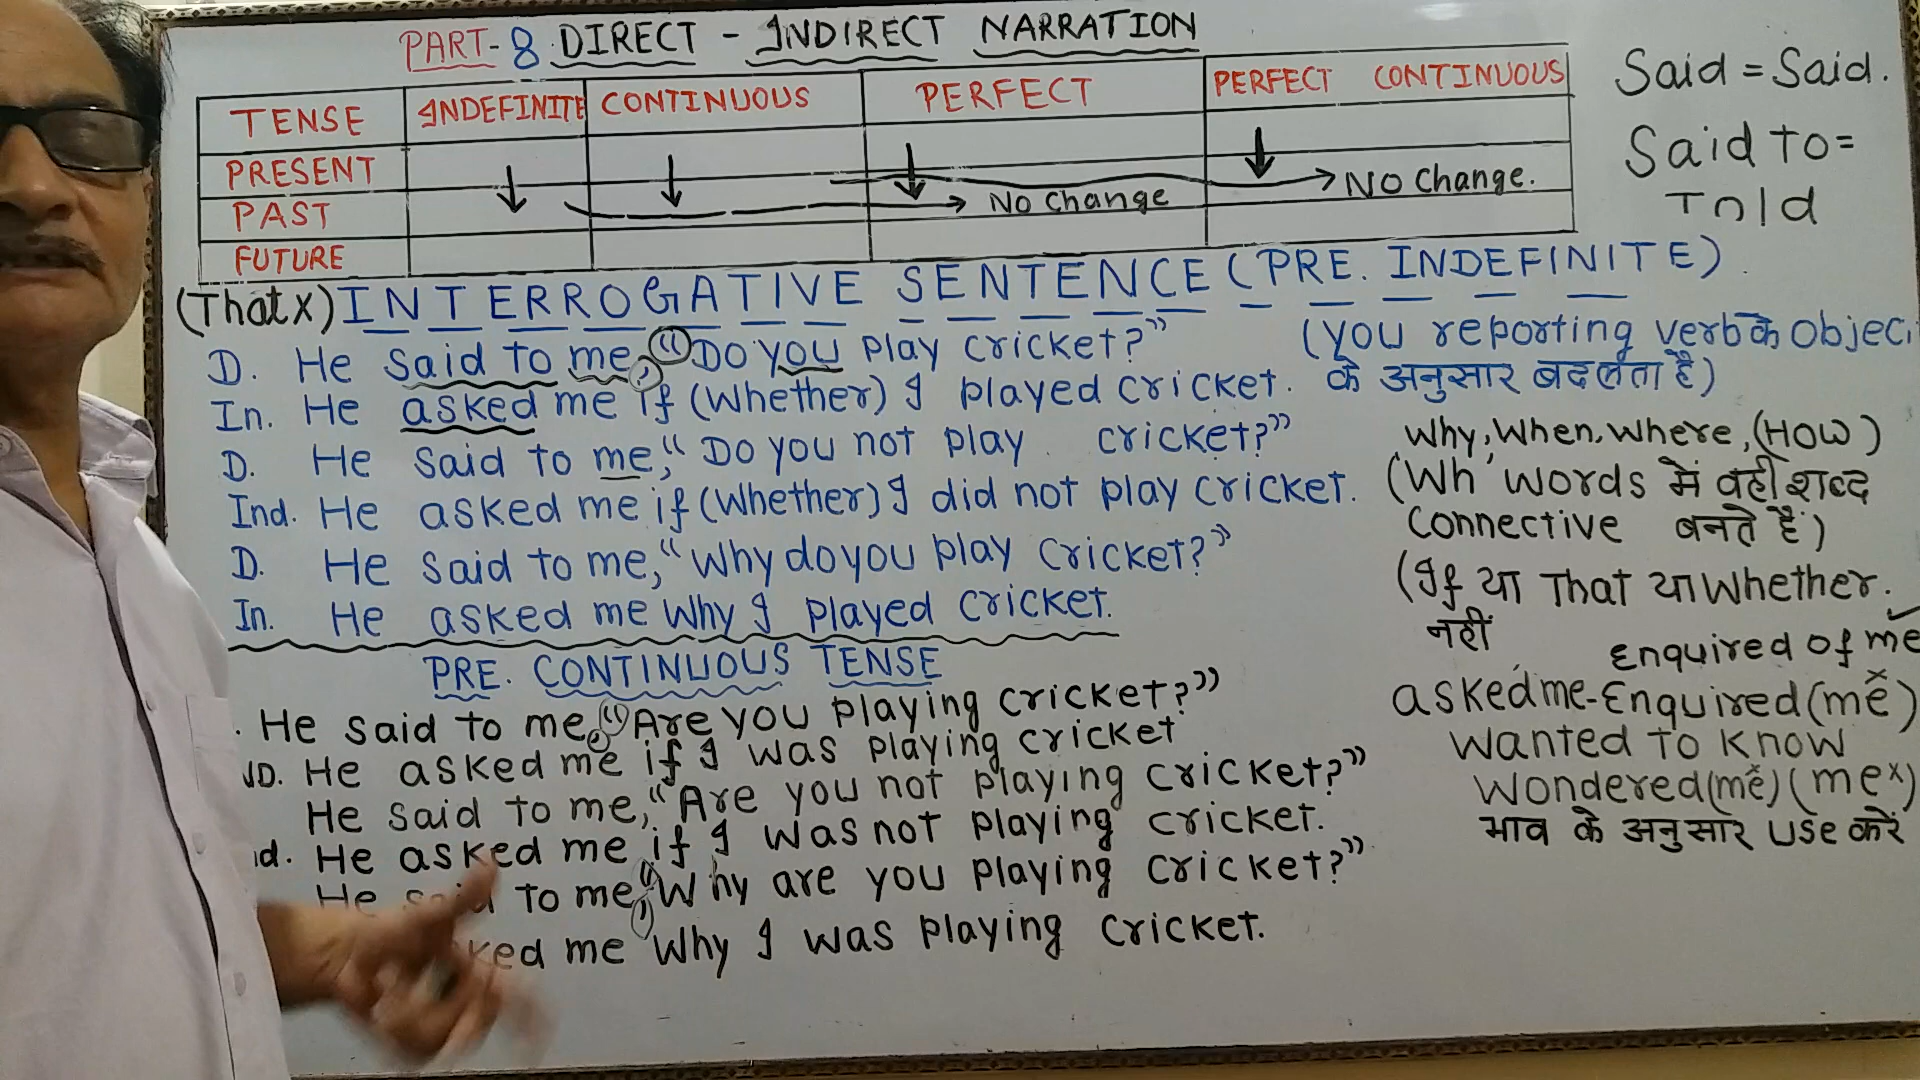 PART-8 DIRECT - INDIRECT NARRATION
TENSE INDEFINITE CONTINUOUS PERFECT PERFECT CONTINUOUS
PRESENT → NO Change.
PAST → No change
FUTURE
Said = Said.
Said To=
Told
(That x) INTERROGATIVE SENTENCE (PRE. INDEFINITE).
D. He said to me, "Do you play cricket?"
In. He asked me if (whether) I played cricket.
(you reporting verb के objec
के अनुसार बदलता है)
D. He said to me, "Do you not play cricket?"
Ind. He asked me if (whether) I did not play cricket.
D. He said to me, "Why do you play cricket?"
In. He asked me why I played cricket.
Why, When, Where, (HOW)
(Wh' words में वही शब्द
Connective बनते हैं)
(If या That या Whether.
नहीं
Enquired of me
asked me - Enquired (me x)
Wanted to know
Wondered (me x) (me x)
भाव के अनुसार use करें
PRE. CONTINUOUS TENSE
. He said to me, "Are you playing cricket?"
ND. He asked me if I was playing cricket
He said to me, "Are you not playing cricket?"
nd. He asked me if I was not playing cricket.
He said to me, "Why are you playing cricket?"
ked me why I was playing cricket.